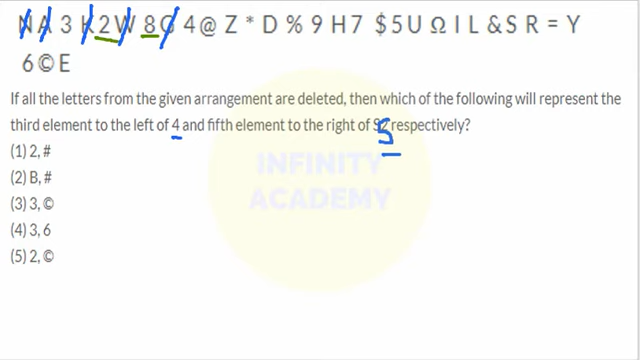 N A 3 K 2 W 8 G 4 @ Z * D % 9 H 7 $ 5 U Ω I L & S R = Y
6 © E
If all the letters from the given arrangement are deleted, then which of the following will represent the
third element to the left of 4 and fifth element to the right of 5 respectively?
(1) 2, #
(2) B, #
(3) 3, ©
(4) 3, 6
(5) 2, ©
INFINITY
ACADEMY